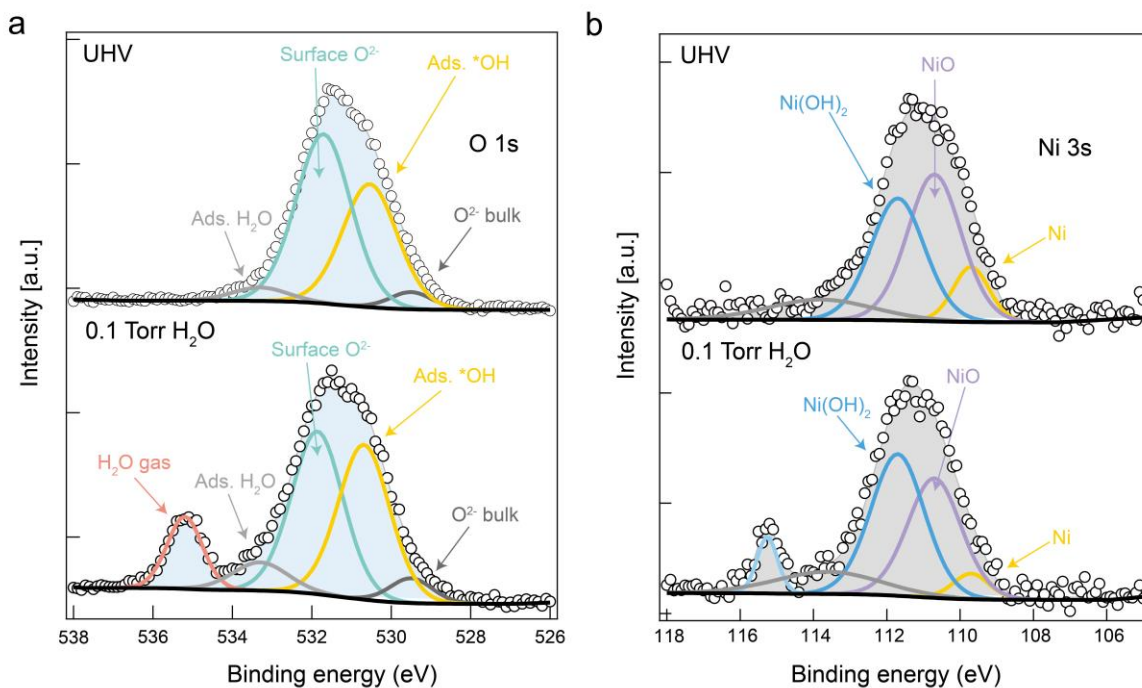 a
UHV
Surface O²⁻
Ads. *OH
O 1s
Ads. H₂O
O²⁻ bulk
0.1 Torr H₂O
Surface O²⁻
Ads. *OH
H₂O gas
Ads. H₂O
O²⁻ bulk
Intensity [a.u.]
538 536 534 532 530 528 526
Binding energy (eV)
b
UHV
NiO
Ni(OH)₂
Ni 3s
Ni
0.1 Torr H₂O
NiO
Ni(OH)₂
Ni
Intensity [a.u.]
118 116 114 112 110 108 106
Binding energy (eV)